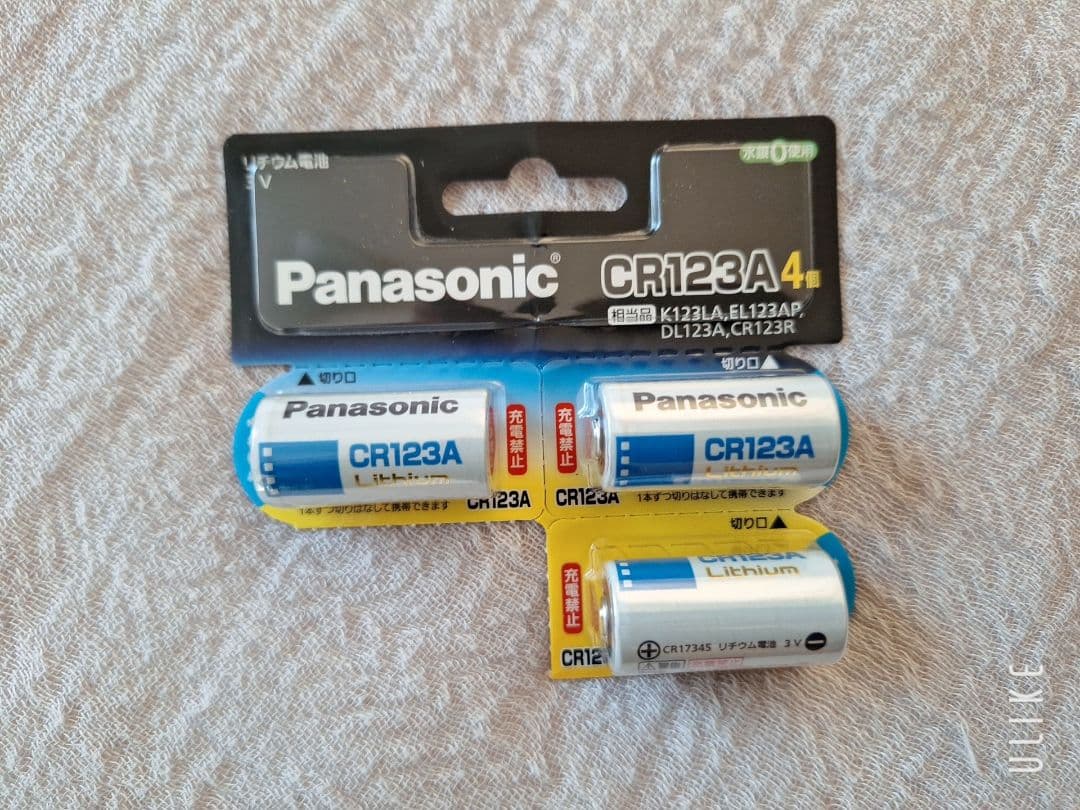 リチウム電池
3V
水銀0使用
Panasonic®
CR123A 4個
相当品 K123LA,EL123AP,
DL123A,CR123R
▲切り口
切り口▲
Panasonic
CR123A
Lithium
充電禁止
1本ずつ切りはなして携帯できます
CR123A
充電禁止
Panasonic
CR123A
Lithium
CR123A
1本ずつ切りはなして携帯できます
切り口▲
充電禁止
CR123A
Lithium
⊕CR17345 リチウム電池 3V⊖
CR12
ULIKE